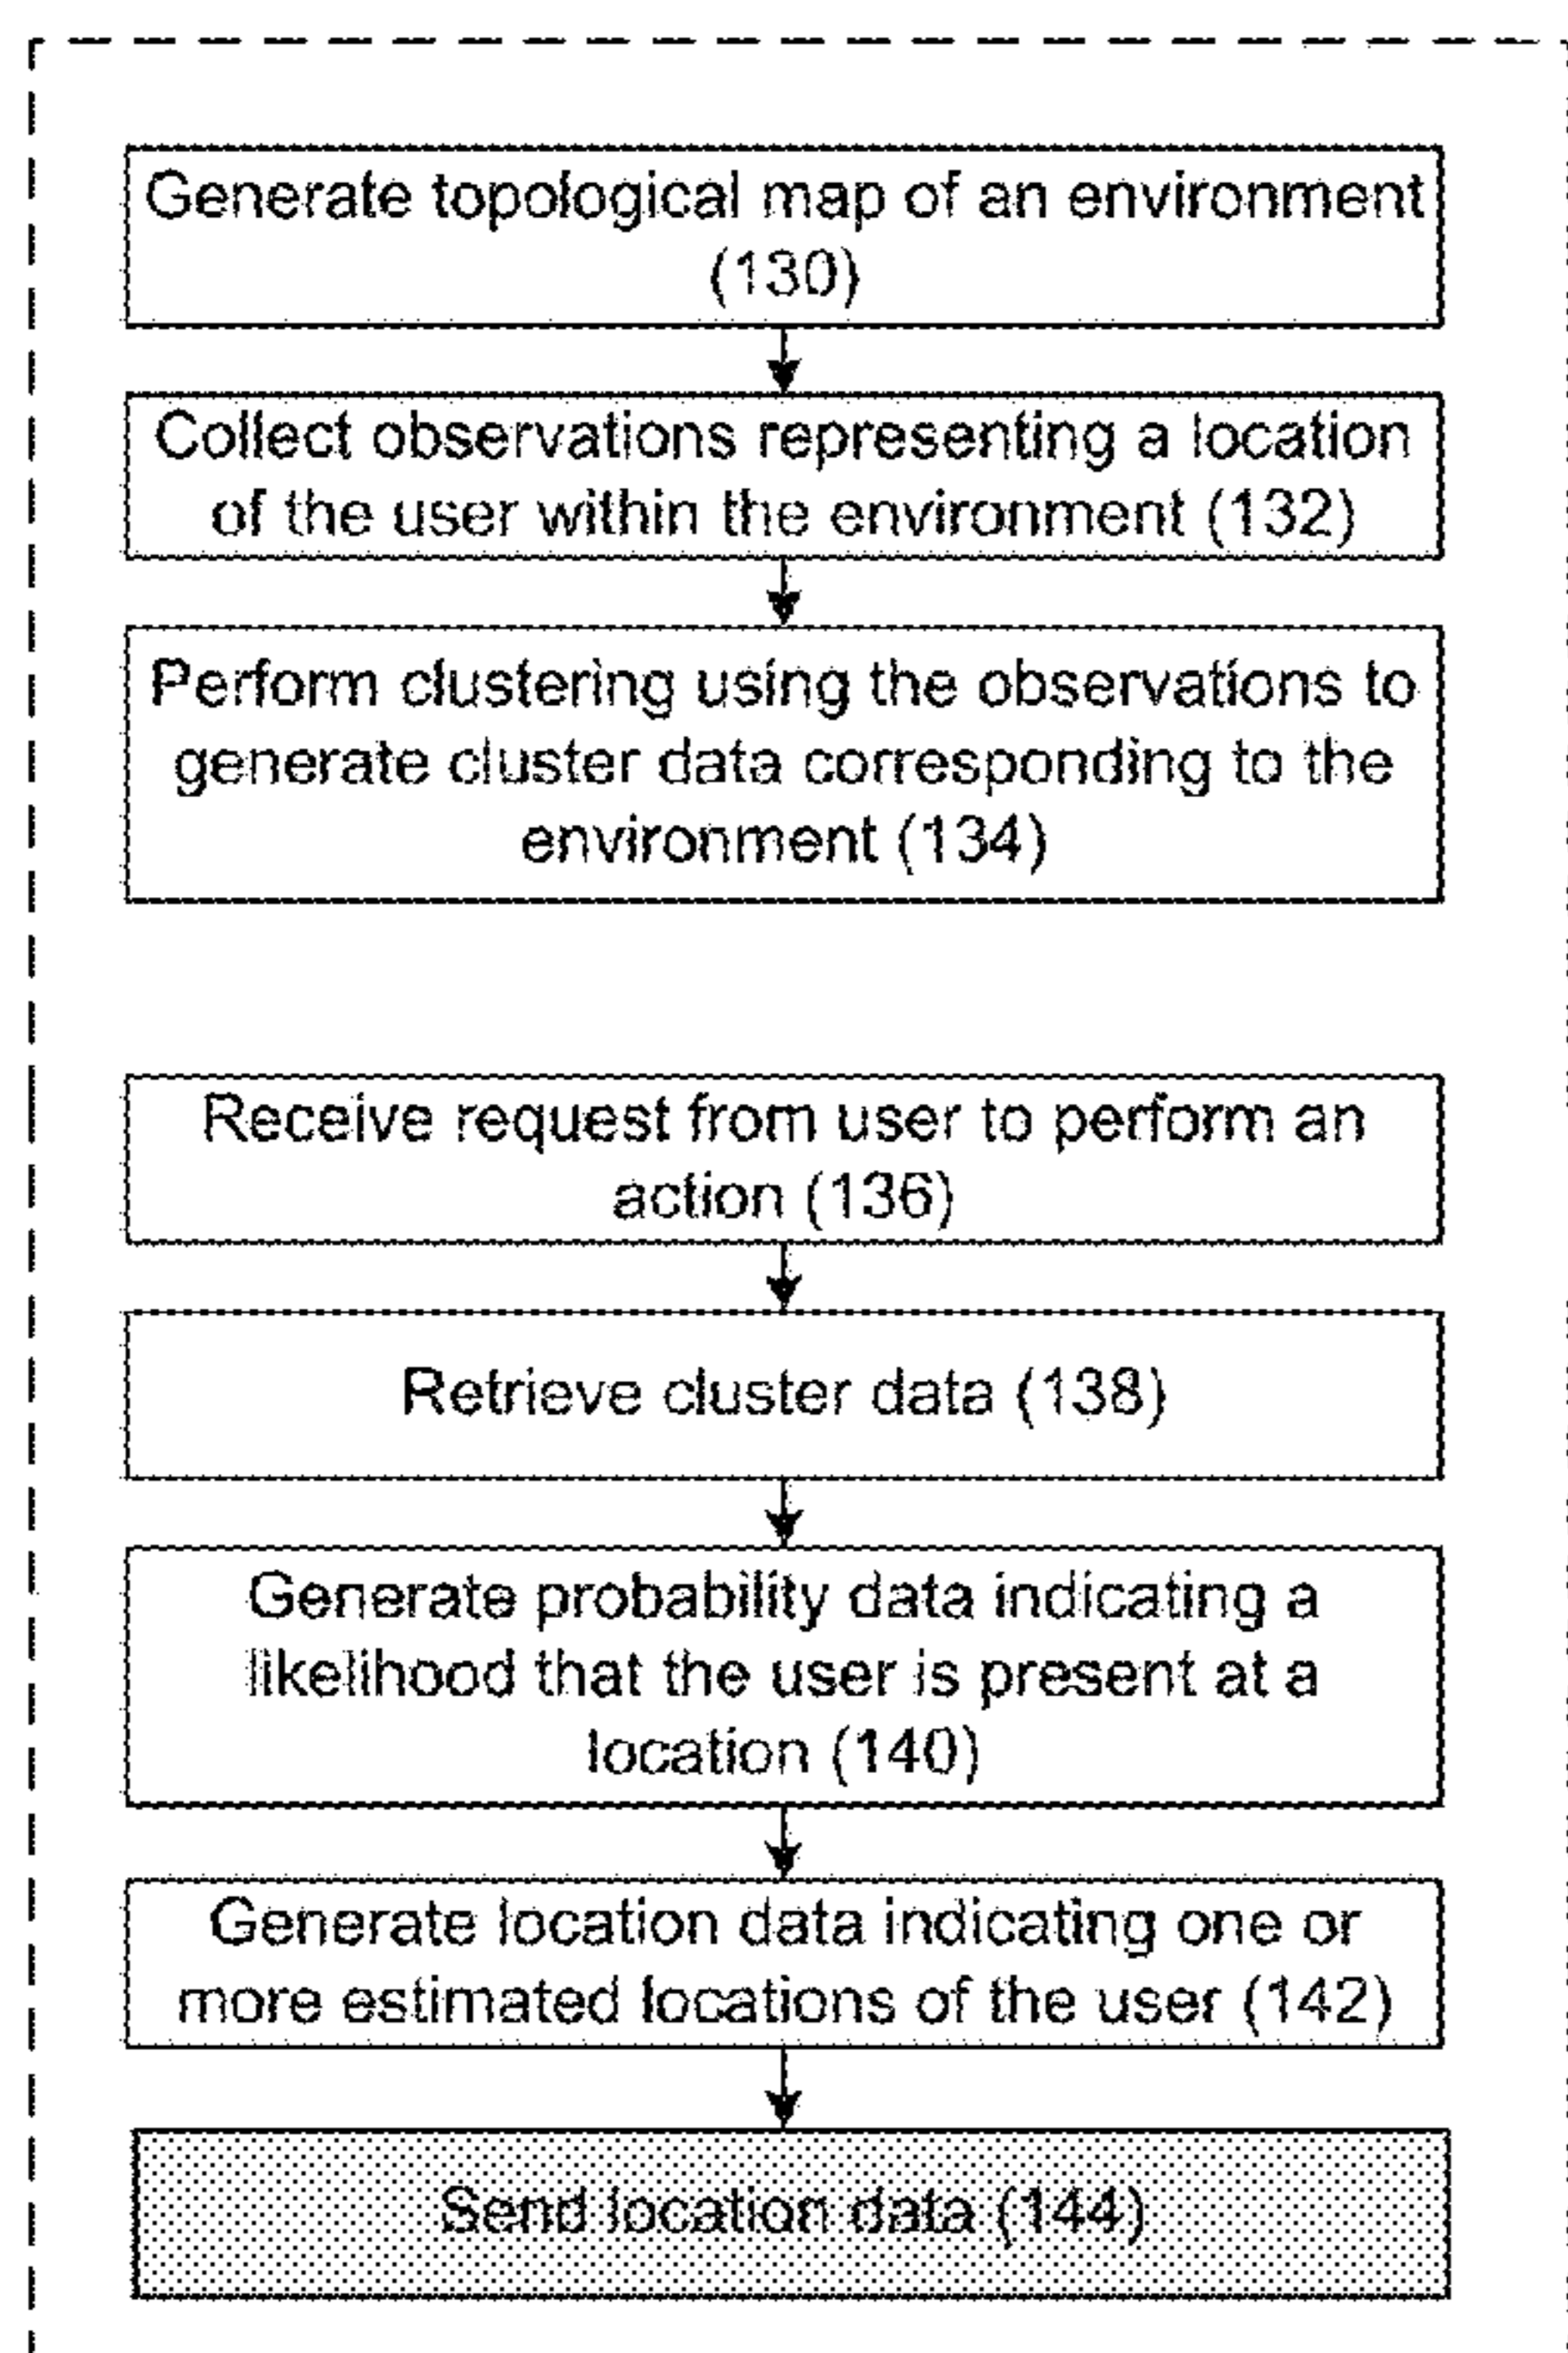 Generate topological map of an environment
(130)
Collect observations representing a location
of the user within the environment (132)
Perform clustering using the observations to
generate cluster data corresponding to the
environment (134)
Receive request from user to perform an
action (136)
Retrieve cluster data (138)
Generate probability data indicating a
likelihood that the user is present at a
location (140)
Generate location data indicating one or
more estimated locations of the user (142)
Send location data (144)